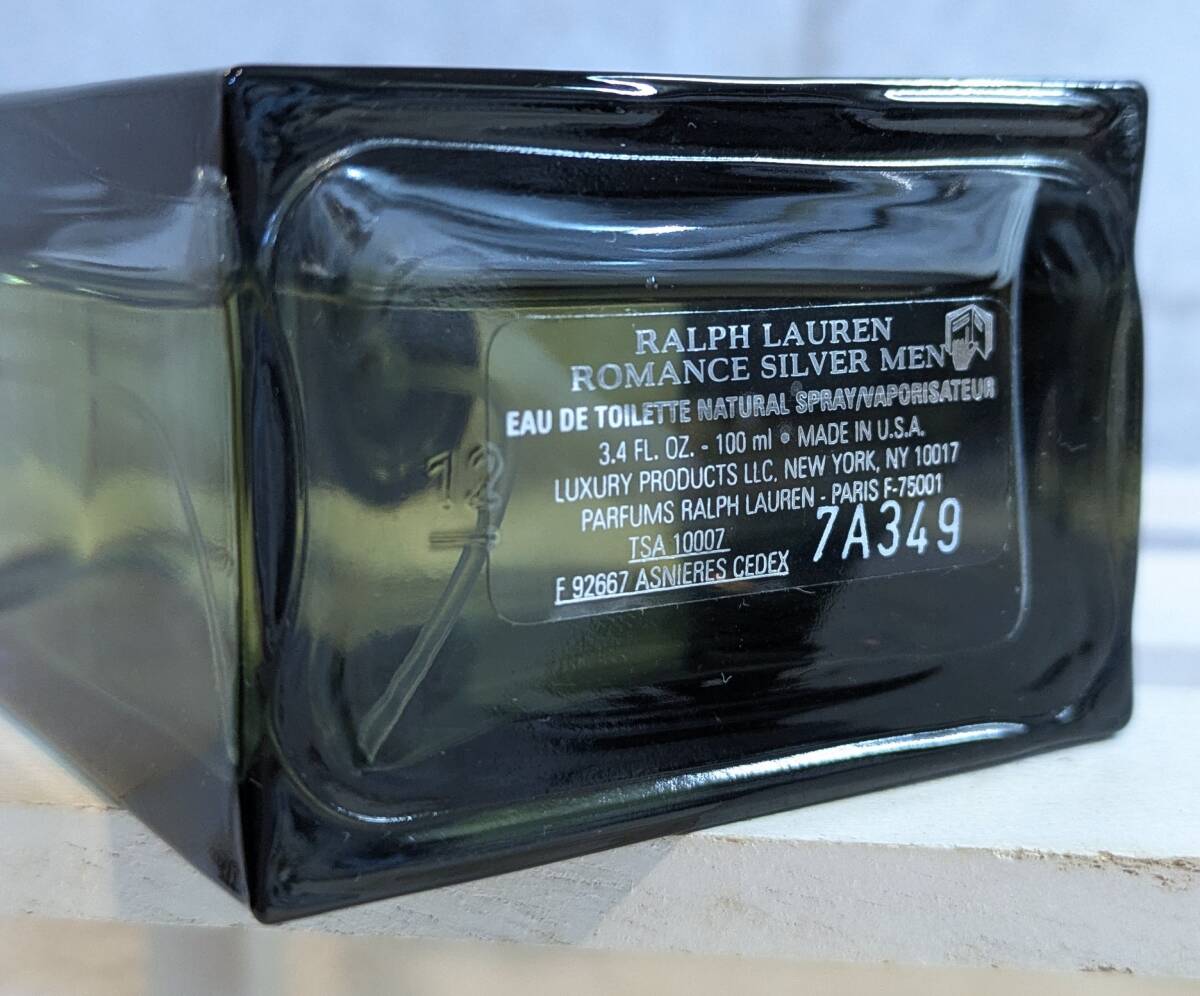 RALPH LAUREN
ROMANCE SILVER MEN
EAU DE TOILETTE NATURAL SPRAY/VAPORISATEUR
3.4 FL. OZ. - 100 ml • MADE IN U.S.A.
LUXURY PRODUCTS LLC, NEW YORK, NY 10017
PARFUMS RALPH LAUREN - PARIS F-75001
TSA 10007
F 92667 ASNIERES CEDEX
7A349
12